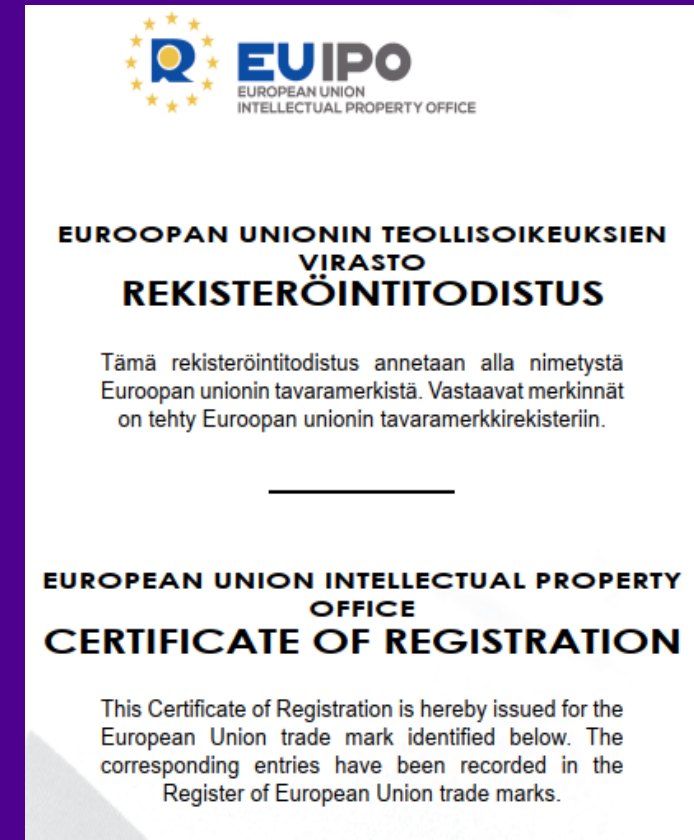 EUIPO
EUROPEAN UNION
INTELLECTUAL PROPERTY OFFICE
EUROOPAN UNIONIN TEOLLISOIKEUKSIEN
VIRASTO
REKISTERÖINTITODISTUS
Tämä rekisteröintitodistus annetaan alla nimetystä
Euroopan unionin tavaramerkistä. Vastaavat merkinnät
on tehty Euroopan unionin tavaramerkkirekisteriin.
EUROPEAN UNION INTELLECTUAL PROPERTY
OFFICE
CERTIFICATE OF REGISTRATION
This Certificate of Registration is hereby issued for the
European Union trade mark identified below. The
corresponding entries have been recorded in the
Register of European Union trade marks.